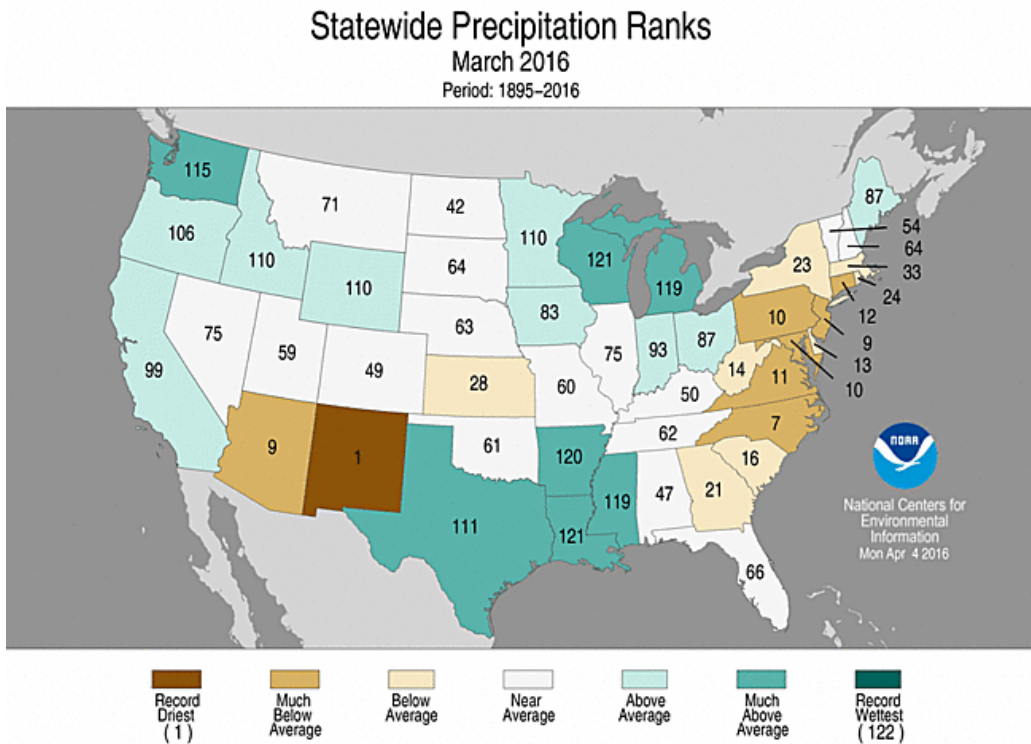 Statewide Precipitation Ranks
March 2016
Period: 1895–2016
115
71
42
106
110
110
64
110
121
119
87
54
64
33
24
12
9
13
10
23
10
99
75
59
49
63
83
75
93
87
14
11
28
60
50
7
9
1
61
120
62
16
111
121
119
47
21
66
NOAA
National Centers for
Environmental
Information
Mon Apr 4 2016
Record
Driest
(1)
Much
Below
Average
Below
Average
Near
Average
Above
Average
Much
Above
Average
Record
Wettest
(122)